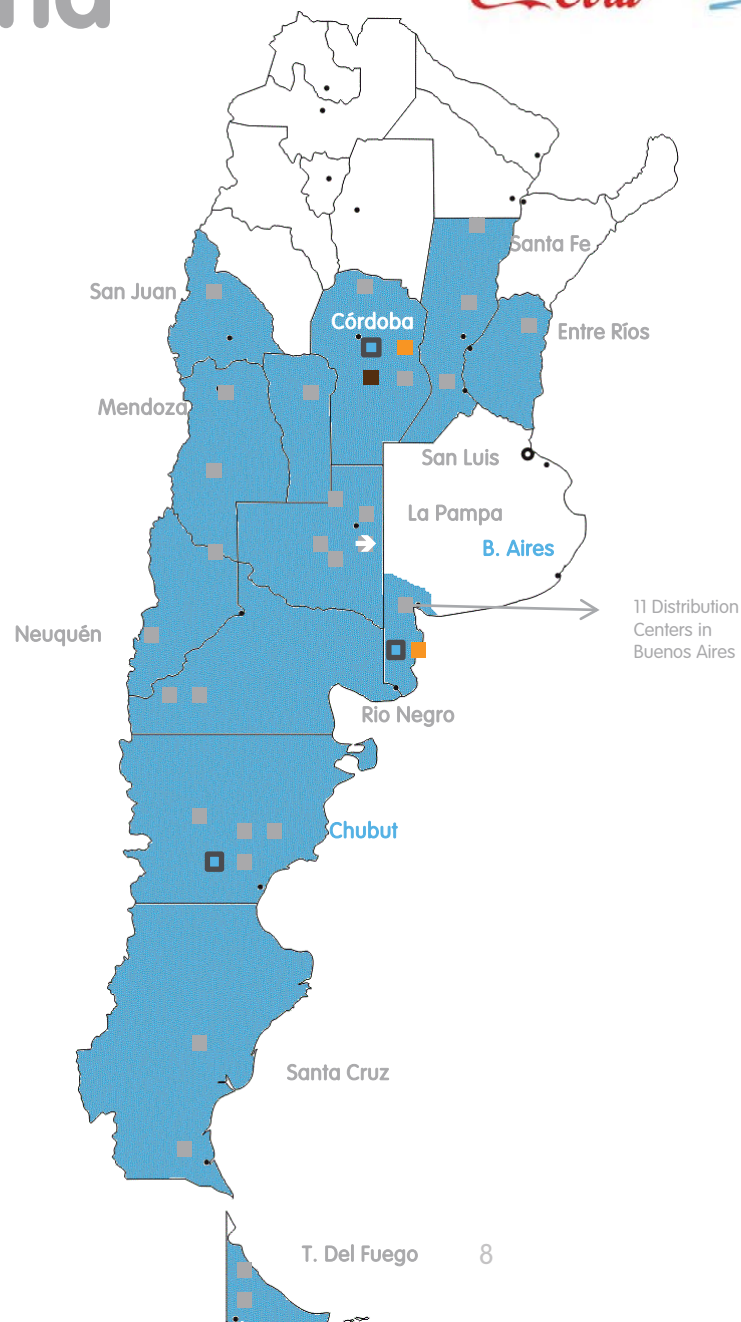 Santa Fe
San Juan
Córdoba
Entre Ríos
Mendoza
San Luis
La Pampa
B. Aires
11 Distribution
Centers in
Buenos Aires
Neuquén
Rio Negro
Chubut
Santa Cruz
T. Del Fuego
8